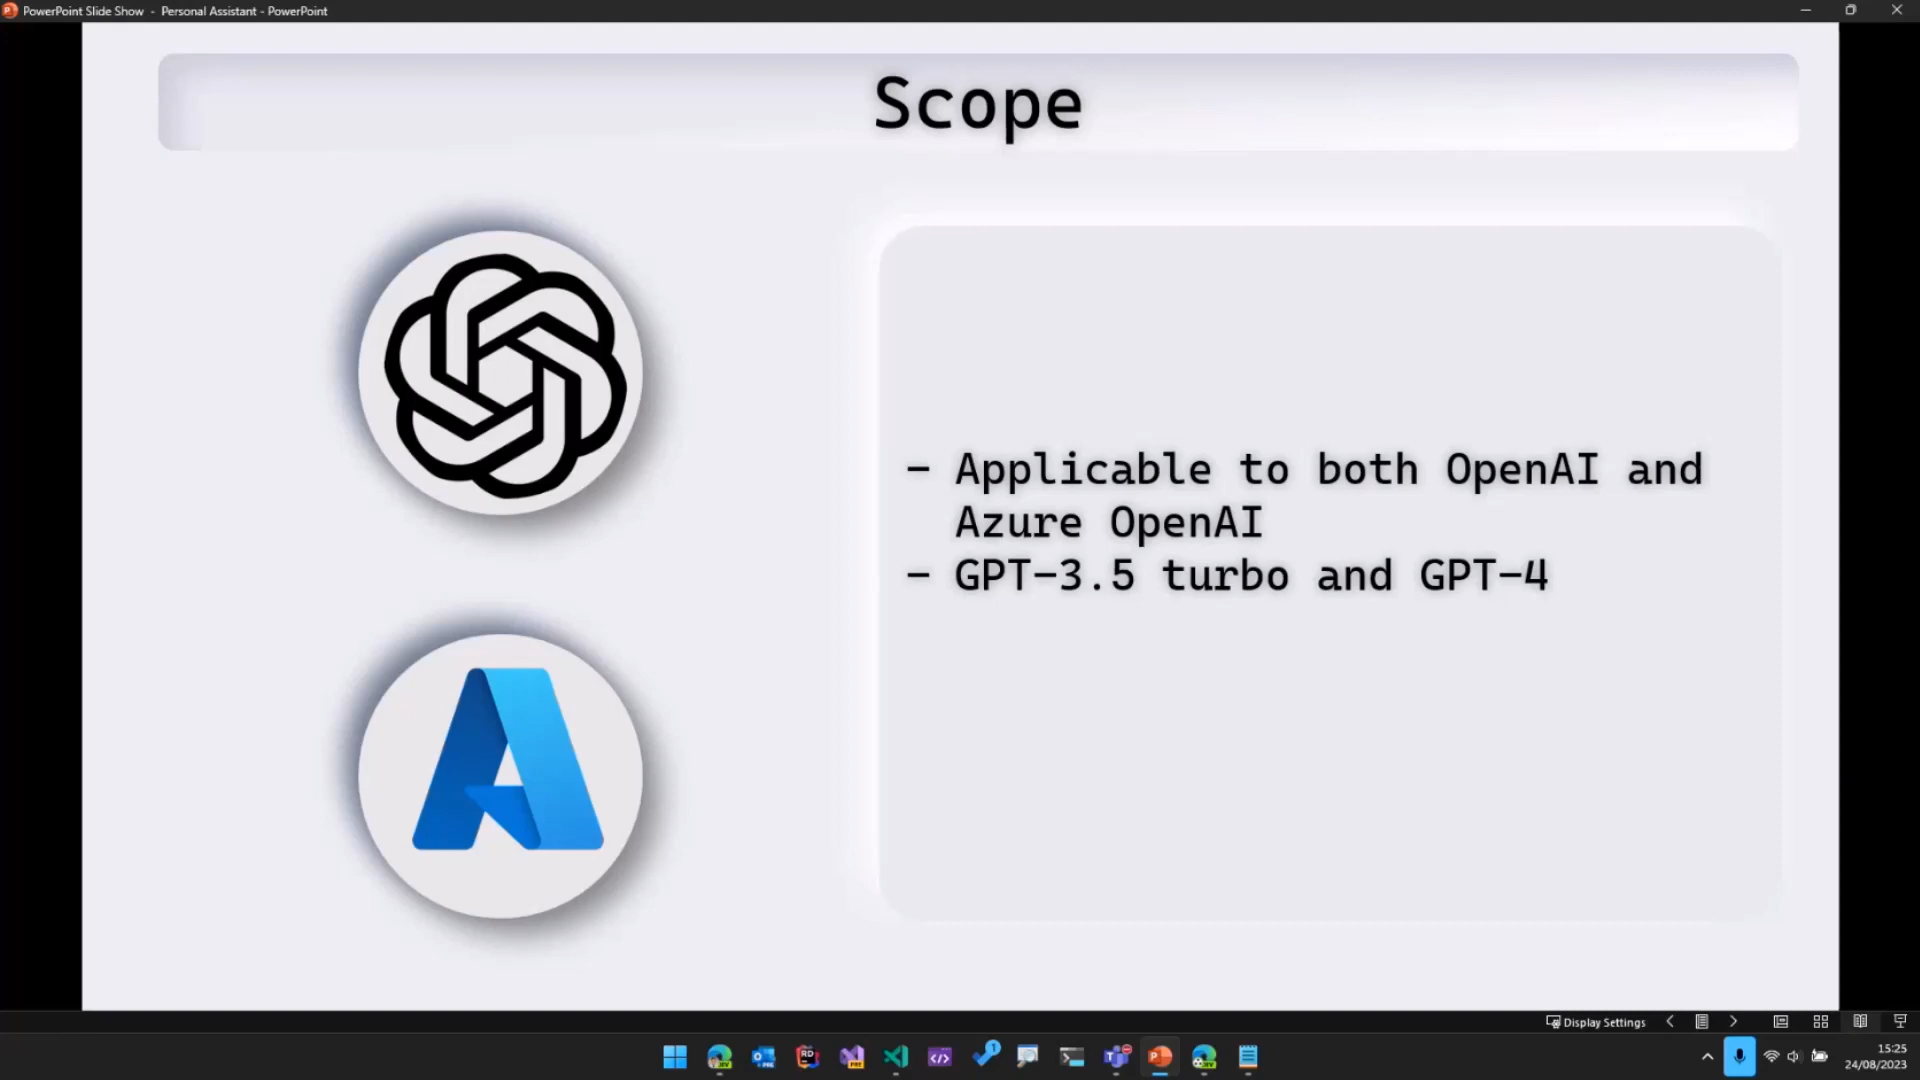 PowerPoint Slide Show - Personal Assistant - PowerPoint
Scope
- Applicable to both OpenAI and
Azure OpenAI
- GPT-3.5 turbo and GPT-4
Display Settings
15:25
24/08/2023